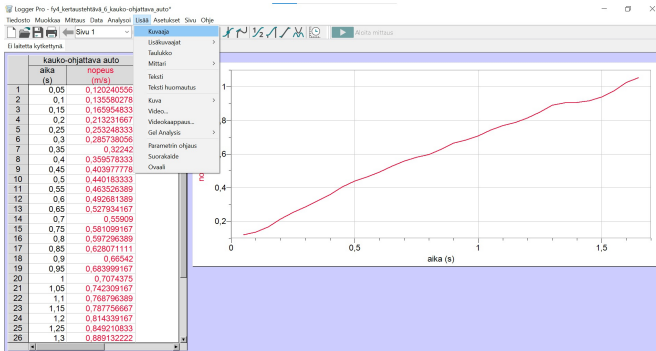 Logger Pro - fy4_kertaustehtävä_6_kauko-ohjattava_auto*
Tiedosto Muokkaa Mittaus Data Analysoi Lisää Asetukset Sivu Ohje
Sivu 1
Aloita mittaus
Ei laitetta kytkettynä.
Kuvaaja
Lisäkuvaajat
Taulukko
Mittari
Teksti
Teksti huomautus
Kuva
Video...
Videokaappaus...
Gel Analysis
Parametrin ohjaus
Suorakaide
Ovaali
kauko-ohjattava auto
aika nopeus
(s) (m/s)
1 0,05 0,120240556
2 0,1 0,135580278
3 0,15 0,165954833
4 0,2 0,213231667
5 0,25 0,253248333
6 0,3 0,285738056
7 0,35 0,32242
8 0,4 0,359578333
9 0,45 0,403977778
10 0,5 0,440183333
11 0,55 0,463526389
12 0,6 0,492681389
13 0,65 0,527934167
14 0,7 0,55909
15 0,75 0,581099167
16 0,8 0,597296389
17 0,85 0,628071111
18 0,9 0,66542
19 0,95 0,683999167
20 1 0,7074375
21 1,05 0,742309167
22 1,1 0,768796389
23 1,15 0,787756667
24 1,2 0,814339167
25 1,25 0,849210833
26 1,3 0,889132222
1
0,8
0,6
0,4
0,2
0 0,5 1 1,5
aika (s)